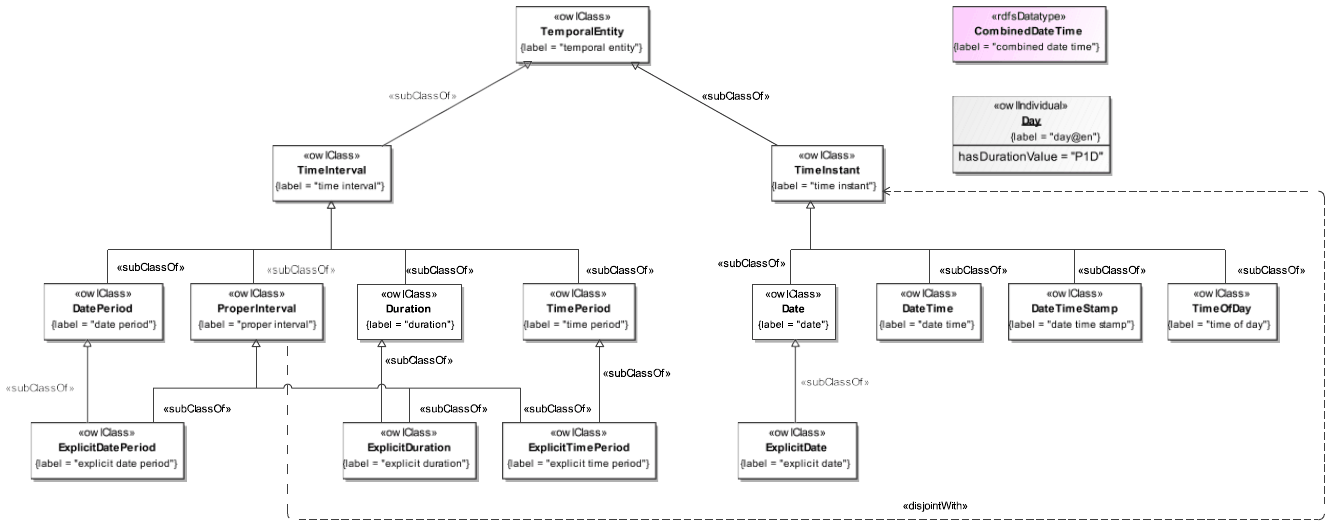 «owlClass»
TemporalEntity
{label = "temporal entity"}
«rdfsDatatype»
CombinedDateTime
{label = "combined date time"}
«subClassOf»
«subClassOf»
«owlIndividual»
Day
{label = "day@en"}
hasDurationValue = "P1D"
«owlClass»
TimeInterval
{label = "time interval"}
«owlClass»
TimeInstant
{label = "time instant"}
«subClassOf»
«subClassOf»
«subClassOf»
«subClassOf»
«subClassOf»
«subClassOf»
«subClassOf»
«subClassOf»
«owlClass»
DatePeriod
{label = "date period"}
«owlClass»
ProperInterval
{label = "proper interval"}
«owlClass»
Duration
{label = "duration"}
«owlClass»
TimePeriod
{label = "time period"}
«owlClass»
Date
{label = "date"}
«owlClass»
DateTime
{label = "date time"}
«owlClass»
DateTimeStamp
{label = "date time stamp"}
«owlClass»
TimeOfDay
{label = "time of day"}
«subClassOf»
«subClassOf»
«subClassOf»
«subClassOf»
«subClassOf»
«subClassOf»
«subClassOf»
«owlClass»
ExplicitDatePeriod
{label = "explicit date period"}
«owlClass»
ExplicitDuration
{label = "explicit duration"}
«owlClass»
ExplicitTimePeriod
{label = "explicit time period"}
«owlClass»
ExplicitDate
{label = "explicit date"}
«disjointWith»